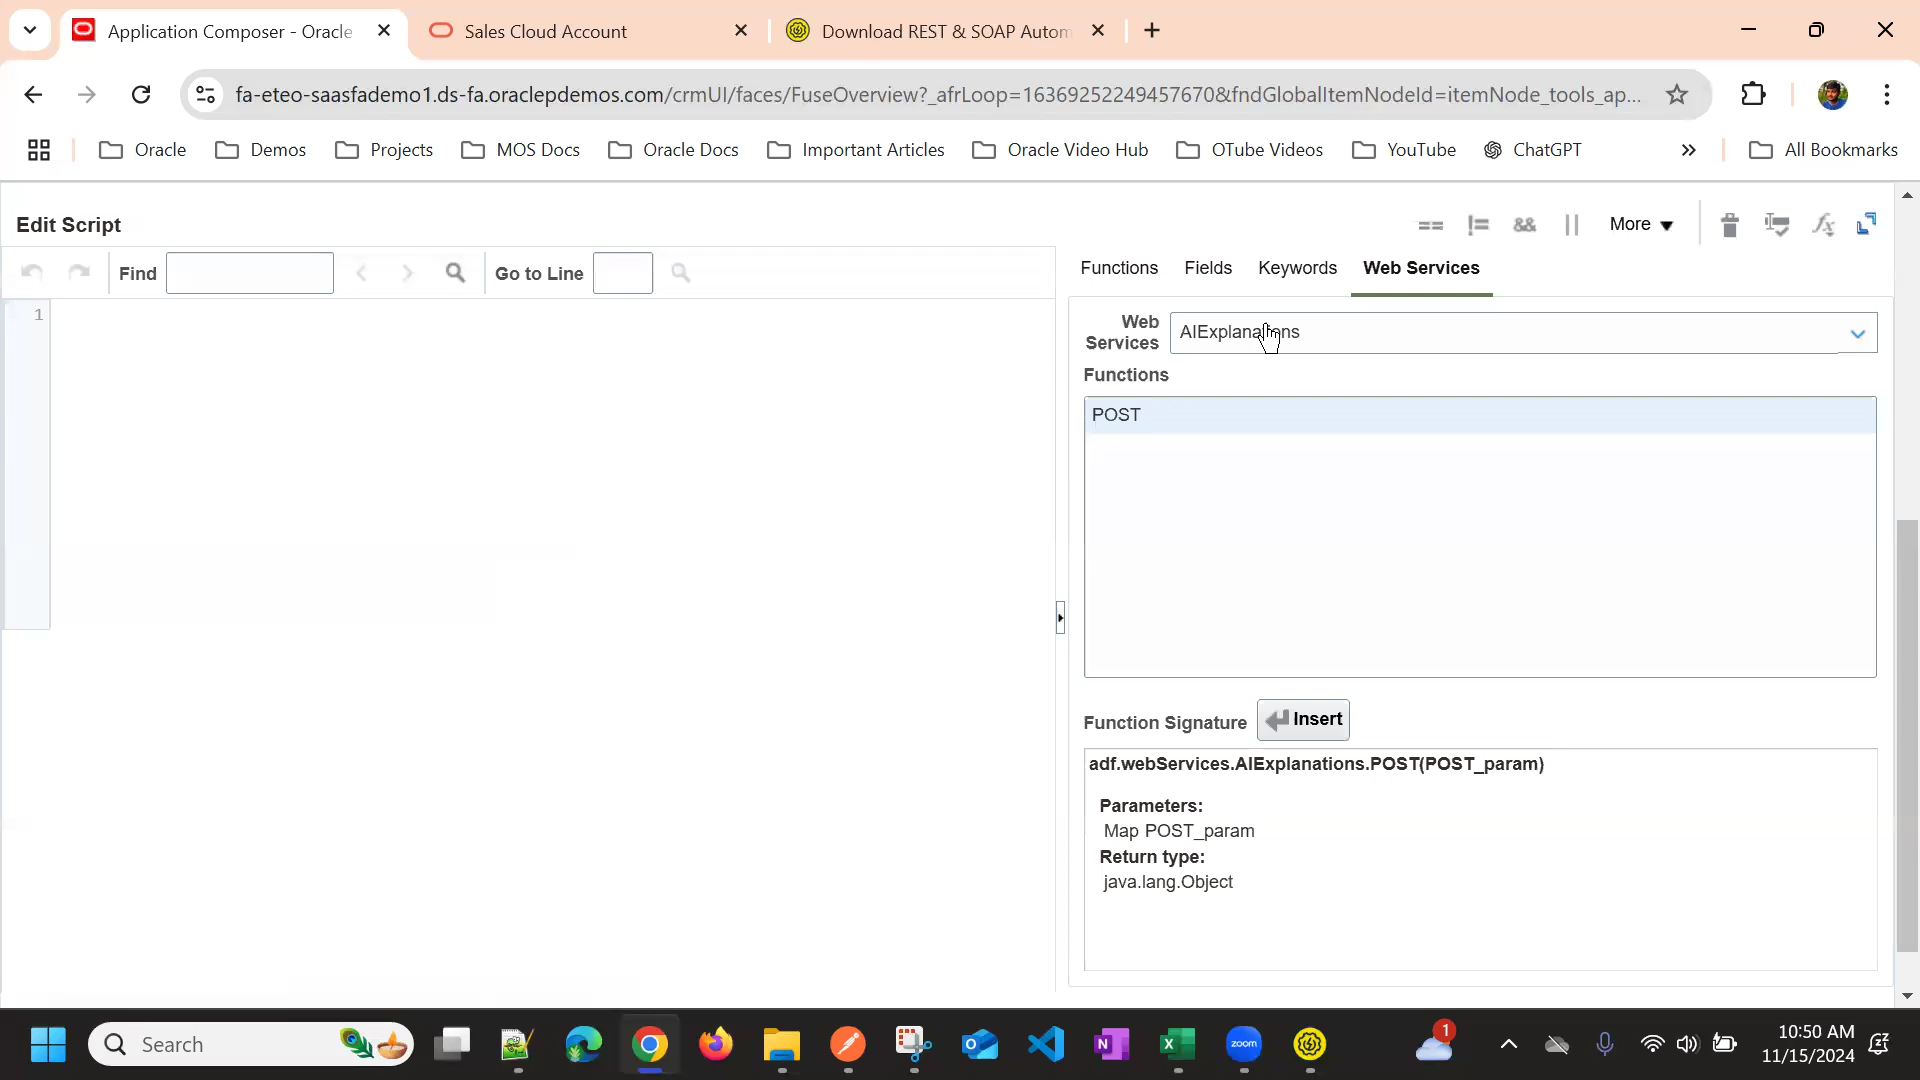 Application Composer - Oracle
Sales Cloud Account
Download REST & SOAP Autom
fa-eteo-saasfademo1.ds-fa.oraclepdemos.com/crmUI/faces/FuseOverview?_afrLoop=16369252249457670&fndGlobalItemNodeId=itemNode_tools_ap...
Oracle
Demos
Projects
MOS Docs
Oracle Docs
Important Articles
Oracle Video Hub
OTube Videos
YouTube
ChatGPT
»
All Bookmarks
Edit Script
== != && || More
Find
Go to Line
Functions Fields Keywords Web Services
1
Web
Services
AIExplanations
Functions
POST
Function Signature
Insert
adf.webServices.AIExplanations.POST(POST_param)
Parameters:
Map POST_param
Return type:
java.lang.Object
Search
zoom
1
10:50 AM
11/15/2024